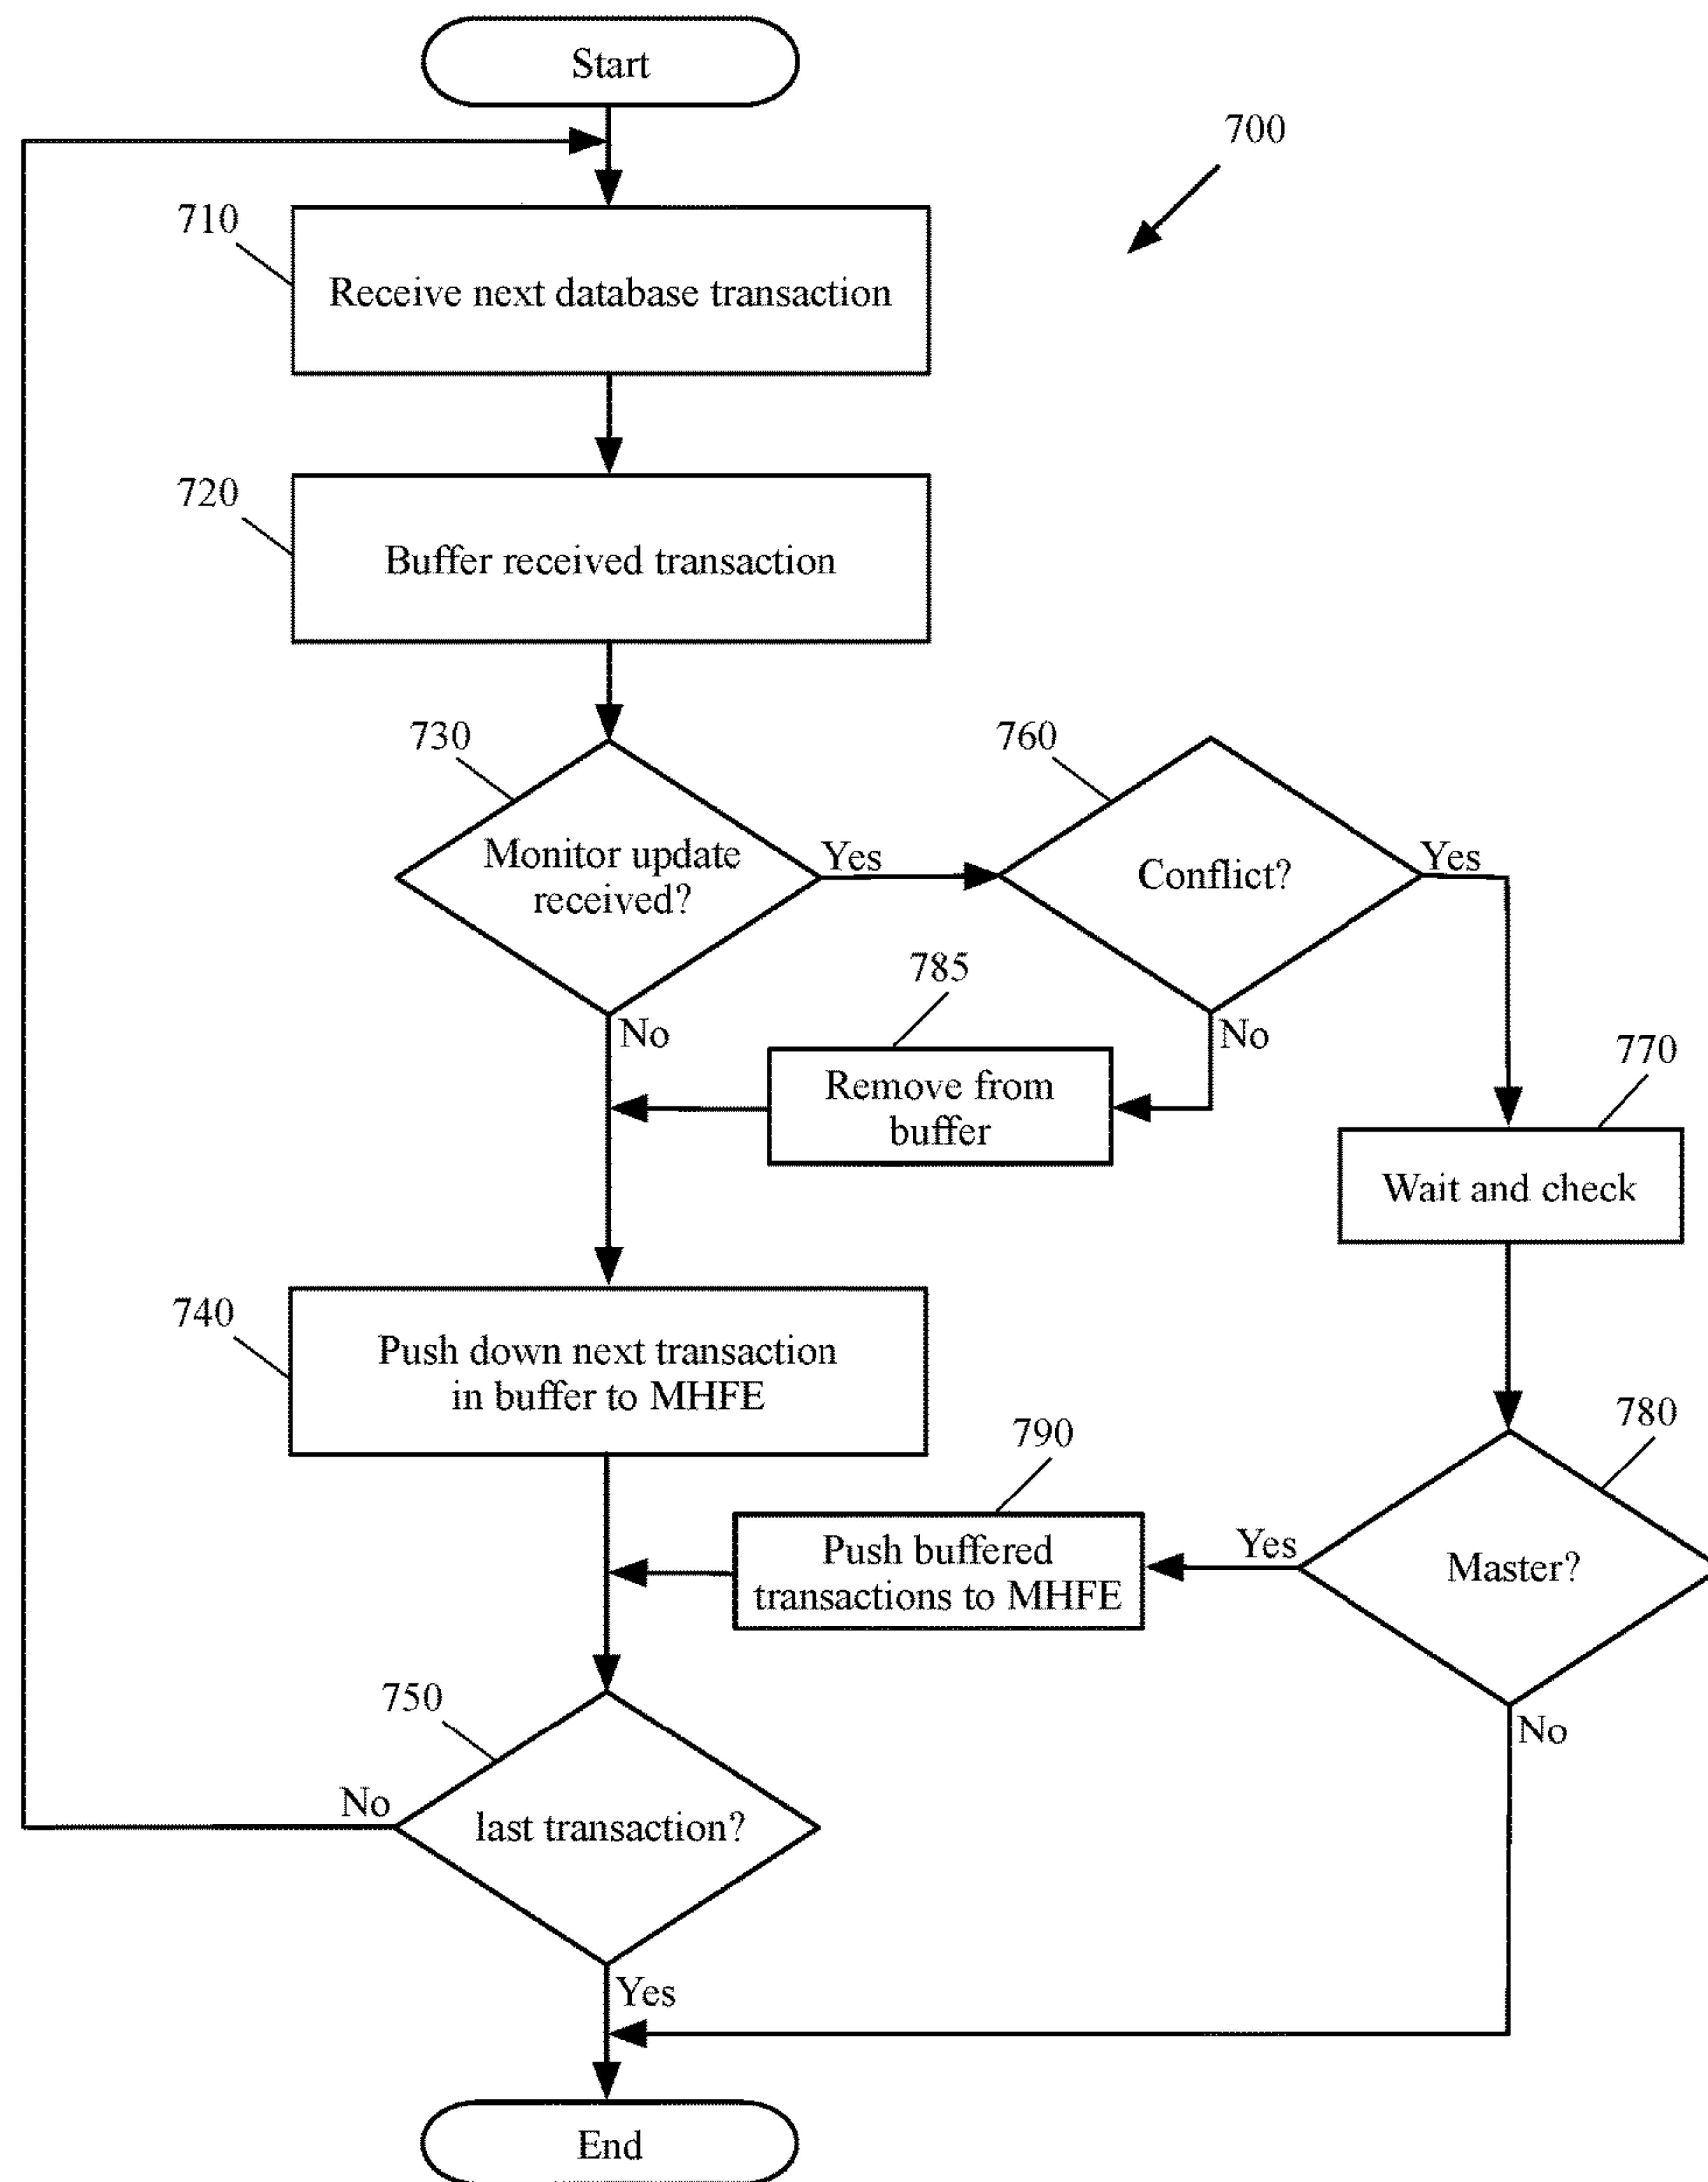 Start
700
710
Receive next database transaction
720
Buffer received transaction
730
760
Monitor update
received?
Yes
Conflict?
Yes
785
No
No
Remove from
buffer
770
Wait and check
740
Push down next transaction
in buffer to MHFE
790
780
Push buffered
transactions to MHFE
Yes
Master?
750
No
No
last transaction?
Yes
End